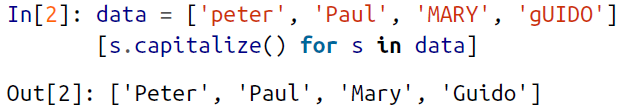 In[2]: data = ['peter', 'Paul', 'MARY', 'gUIDO']
[s.capitalize() for s in data]
Out[2]: ['Peter', 'Paul', 'Mary', 'Guido']